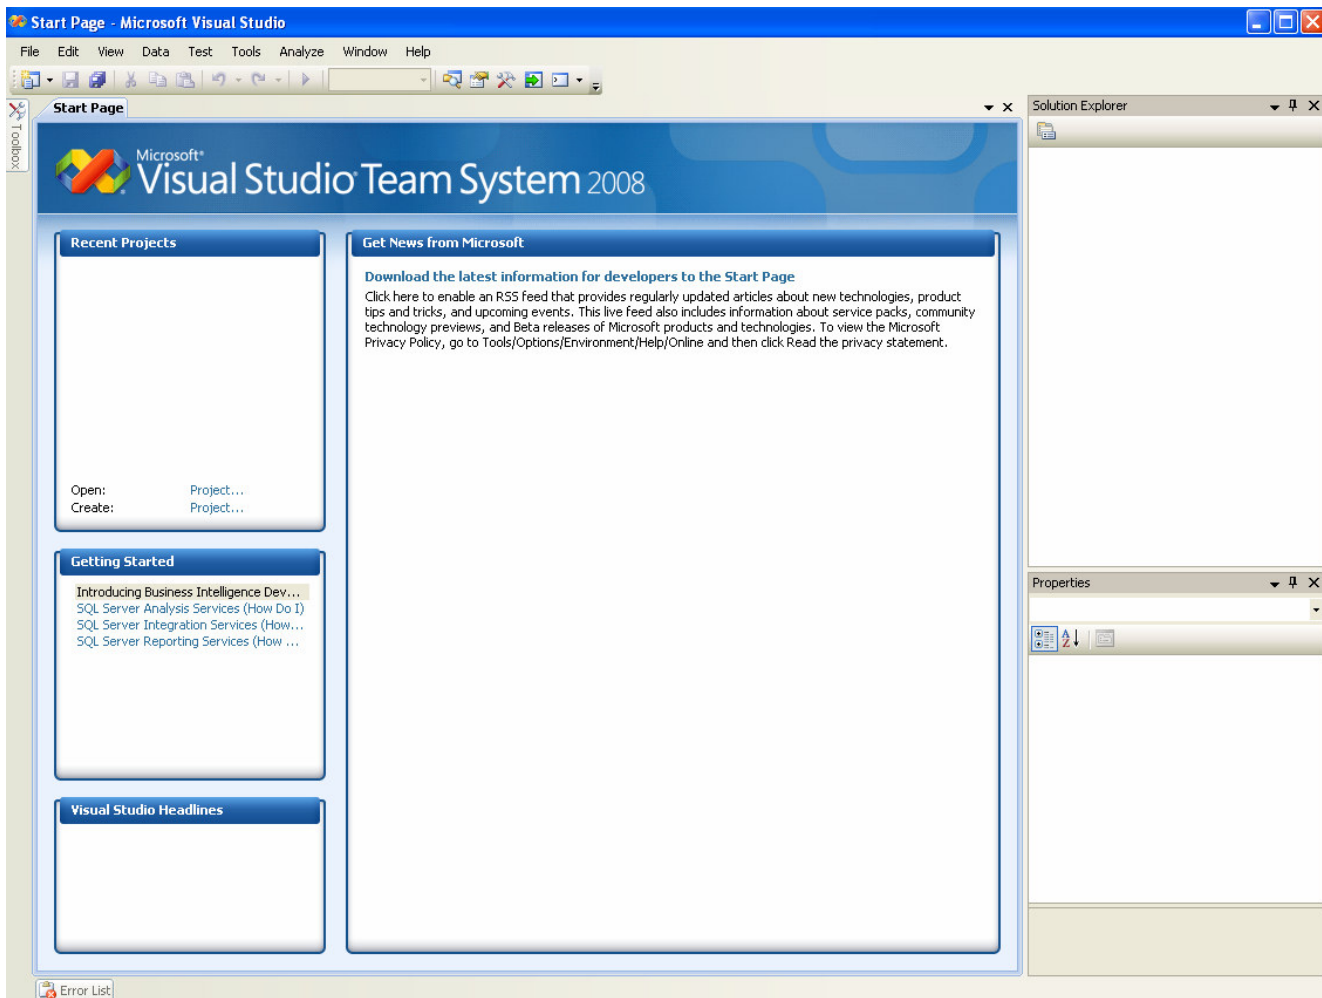 Start Page - Microsoft Visual Studio
File Edit View Data Test Tools Analyze Window Help
Toolbox
Start Page
Microsoft®
Visual Studio® Team System 2008
Recent Projects
Open: Project...
Create: Project...
Getting Started
Introducing Business Intelligence Dev...
SQL Server Analysis Services (How Do I)
SQL Server Integration Services (How...
SQL Server Reporting Services (How ...
Visual Studio Headlines
Get News from Microsoft
Download the latest information for developers to the Start Page
Click here to enable an RSS feed that provides regularly updated articles about new technologies, product
tips and tricks, and upcoming events. This live feed also includes information about service packs, community
technology previews, and Beta releases of Microsoft products and technologies. To view the Microsoft
Privacy Policy, go to Tools/Options/Environment/Help/Online and then click Read the privacy statement.
Solution Explorer
Properties
Error List